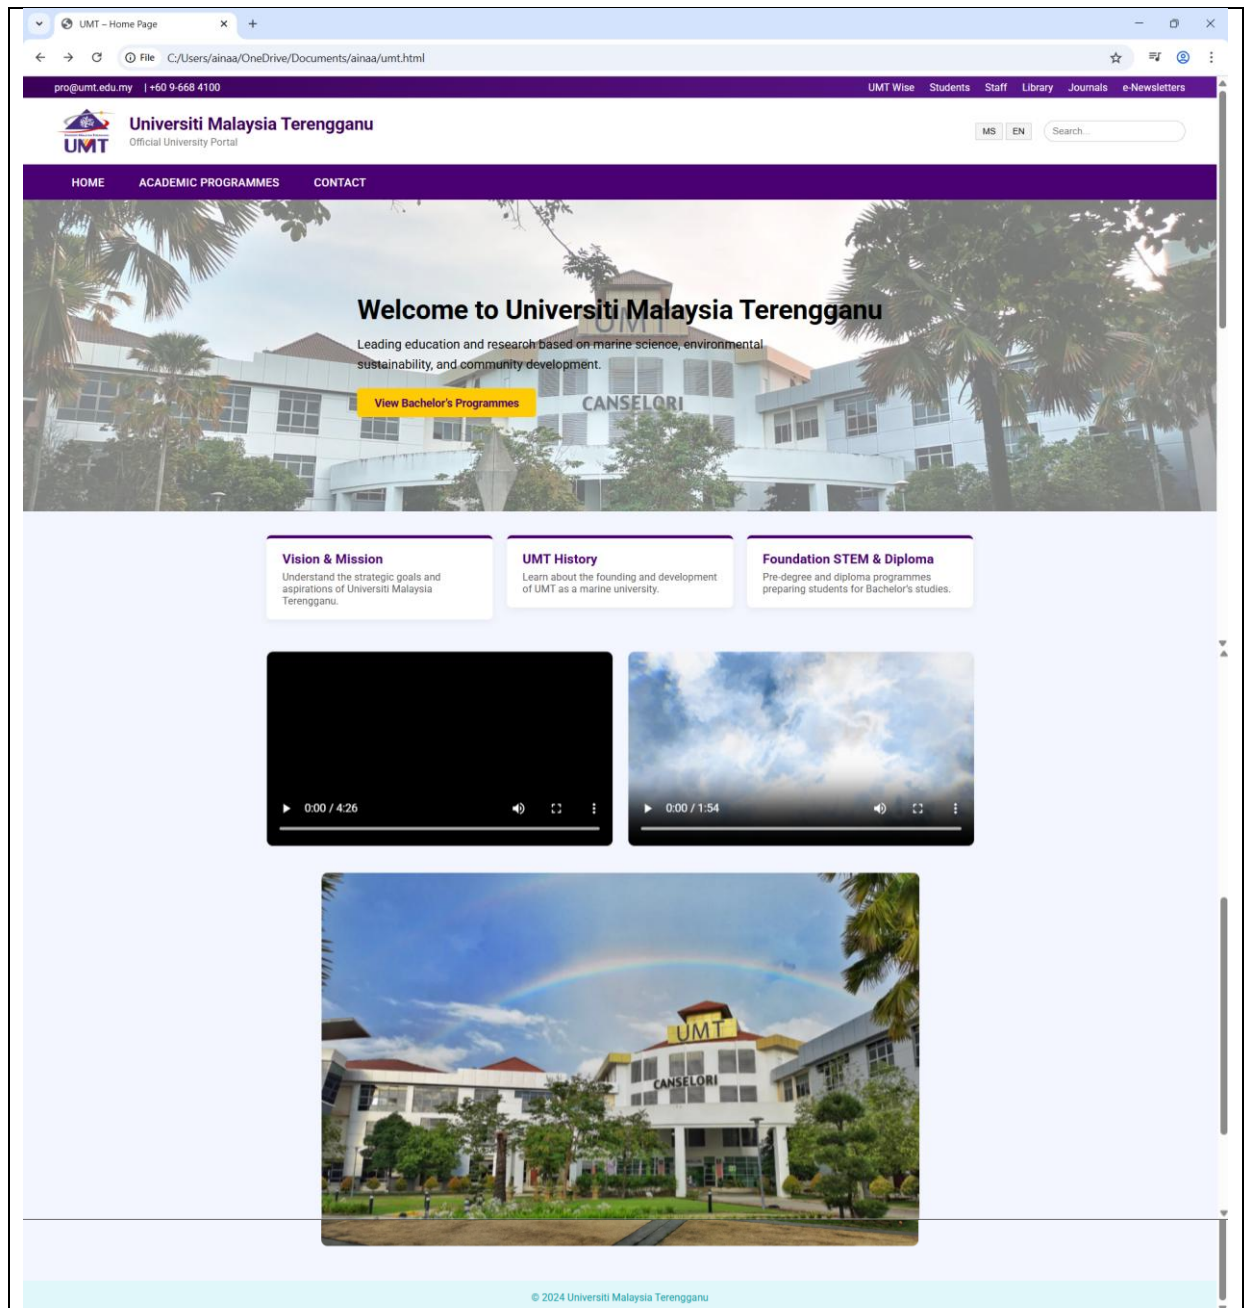 UMT – Home Page
File C:/Users/ainaa/OneDrive/Documents/ainaa/umt.html
pro@umt.edu.my | +60 9-668 4100
UMT Wise Students Staff Library Journals e-Newsletters
UMT
Universiti Malaysia Terengganu
Official University Portal
MS EN Search...
HOME ACADEMIC PROGRAMMES CONTACT
Welcome to Universiti Malaysia Terengganu
UMT
Leading education and research based on marine science, environmental
sustainability, and community development.
View Bachelor's Programmes
CANSELORI
Vision & Mission
Understand the strategic goals and
aspirations of Universiti Malaysia
Terengganu.
UMT History
Learn about the founding and development
of UMT as a marine university.
Foundation STEM & Diploma
Pre-degree and diploma programmes
preparing students for Bachelor's studies.
0:00 / 4:26
0:00 / 1:54
UMT
CANSELORI
© 2024 Universiti Malaysia Terengganu